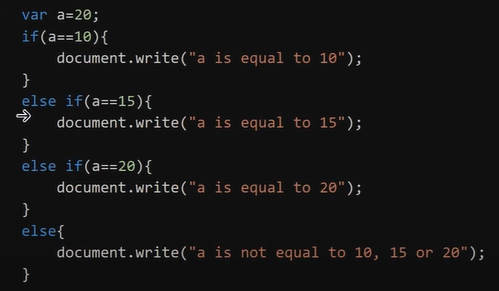 var a=20;
if(a==10){
    document.write("a is equal to 10");
}
else if(a==15){
    document.write("a is equal to 15");
}
else if(a==20){
    document.write("a is equal to 20");
}
else{
    document.write("a is not equal to 10, 15 or 20");
}